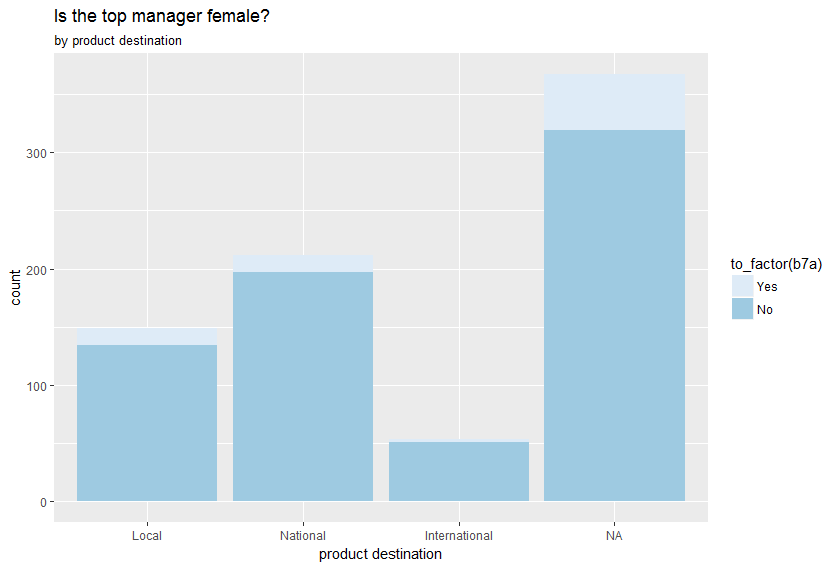 Is the top manager female?
by product destination
300
200
100
0
count
Local
National
International
NA
product destination
to_factor(b7a)
Yes
No